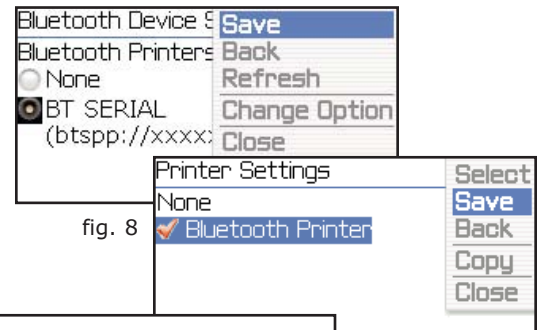 Bluetooth Device S
Save
Bluetooth Printers
Back
None
Refresh
BT SERIAL
Change Option
(btspp://xxxx
Close
Printer Settings
Select
None
Save
fig. 8
Bluetooth Printer
Back
Copy
Close